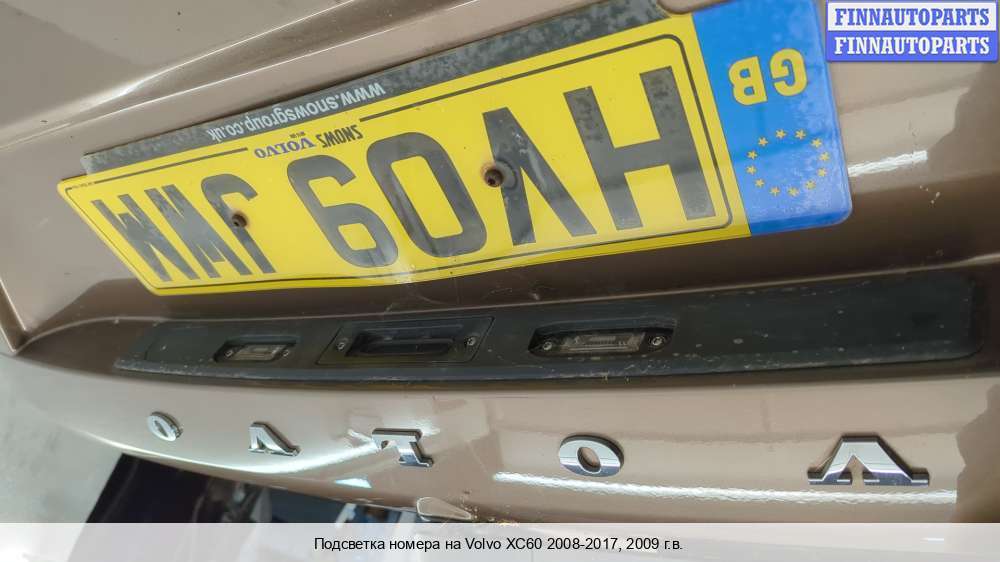 FINNAUTOPARTS
FINNAUTOPARTS
GB
HV09 JWM
SNOWS VOLVO
www.snowsgroup.co.uk
VOLVO
Подсветка номера на Volvo XC60 2008-2017, 2009 г.в.